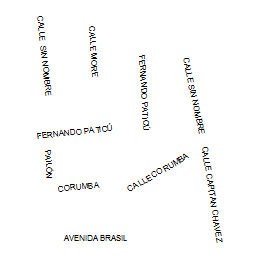 CALLE SIN NOMBRE
CALLE MORE
FERNANDO PATICÚ
CALLE SIN NOMBRE
FERNANDO PATICÚ
PAILÓN
CORUMBA
CALLE CORUMBA
CALLE CAPITAN CHAVEZ
AVENIDA BRASIL